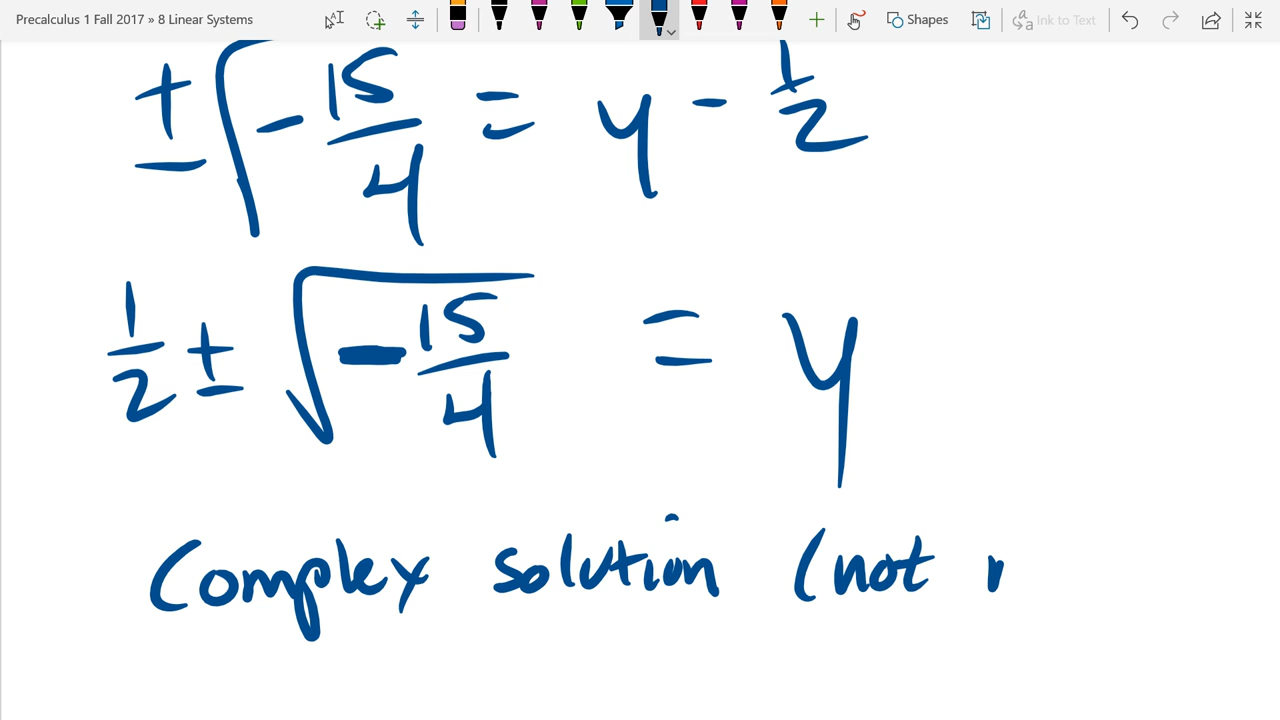 Precalculus 1 Fall 2017 » 8 Linear Systems Shapes Ink to Text
± √-15/4 = y - 1/2
1/2 ± √-15/4 = y
Complex solution (not r